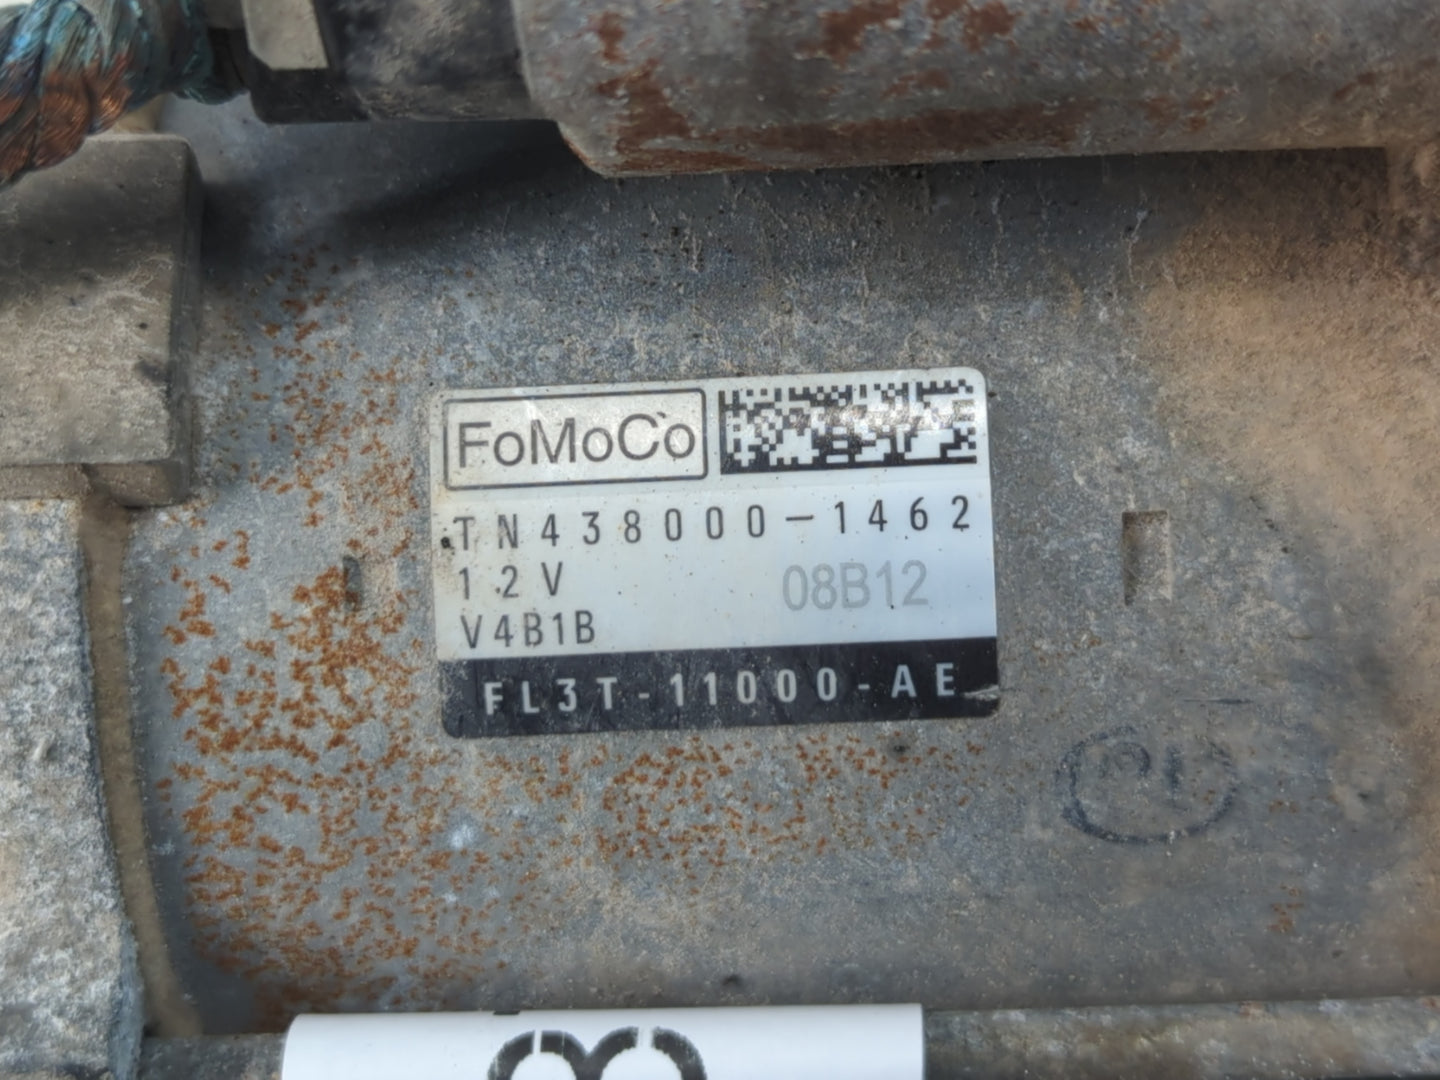 FoMoCo
TN438000-1462
12V 08B12
V4B1B
FL3T-11000-AE